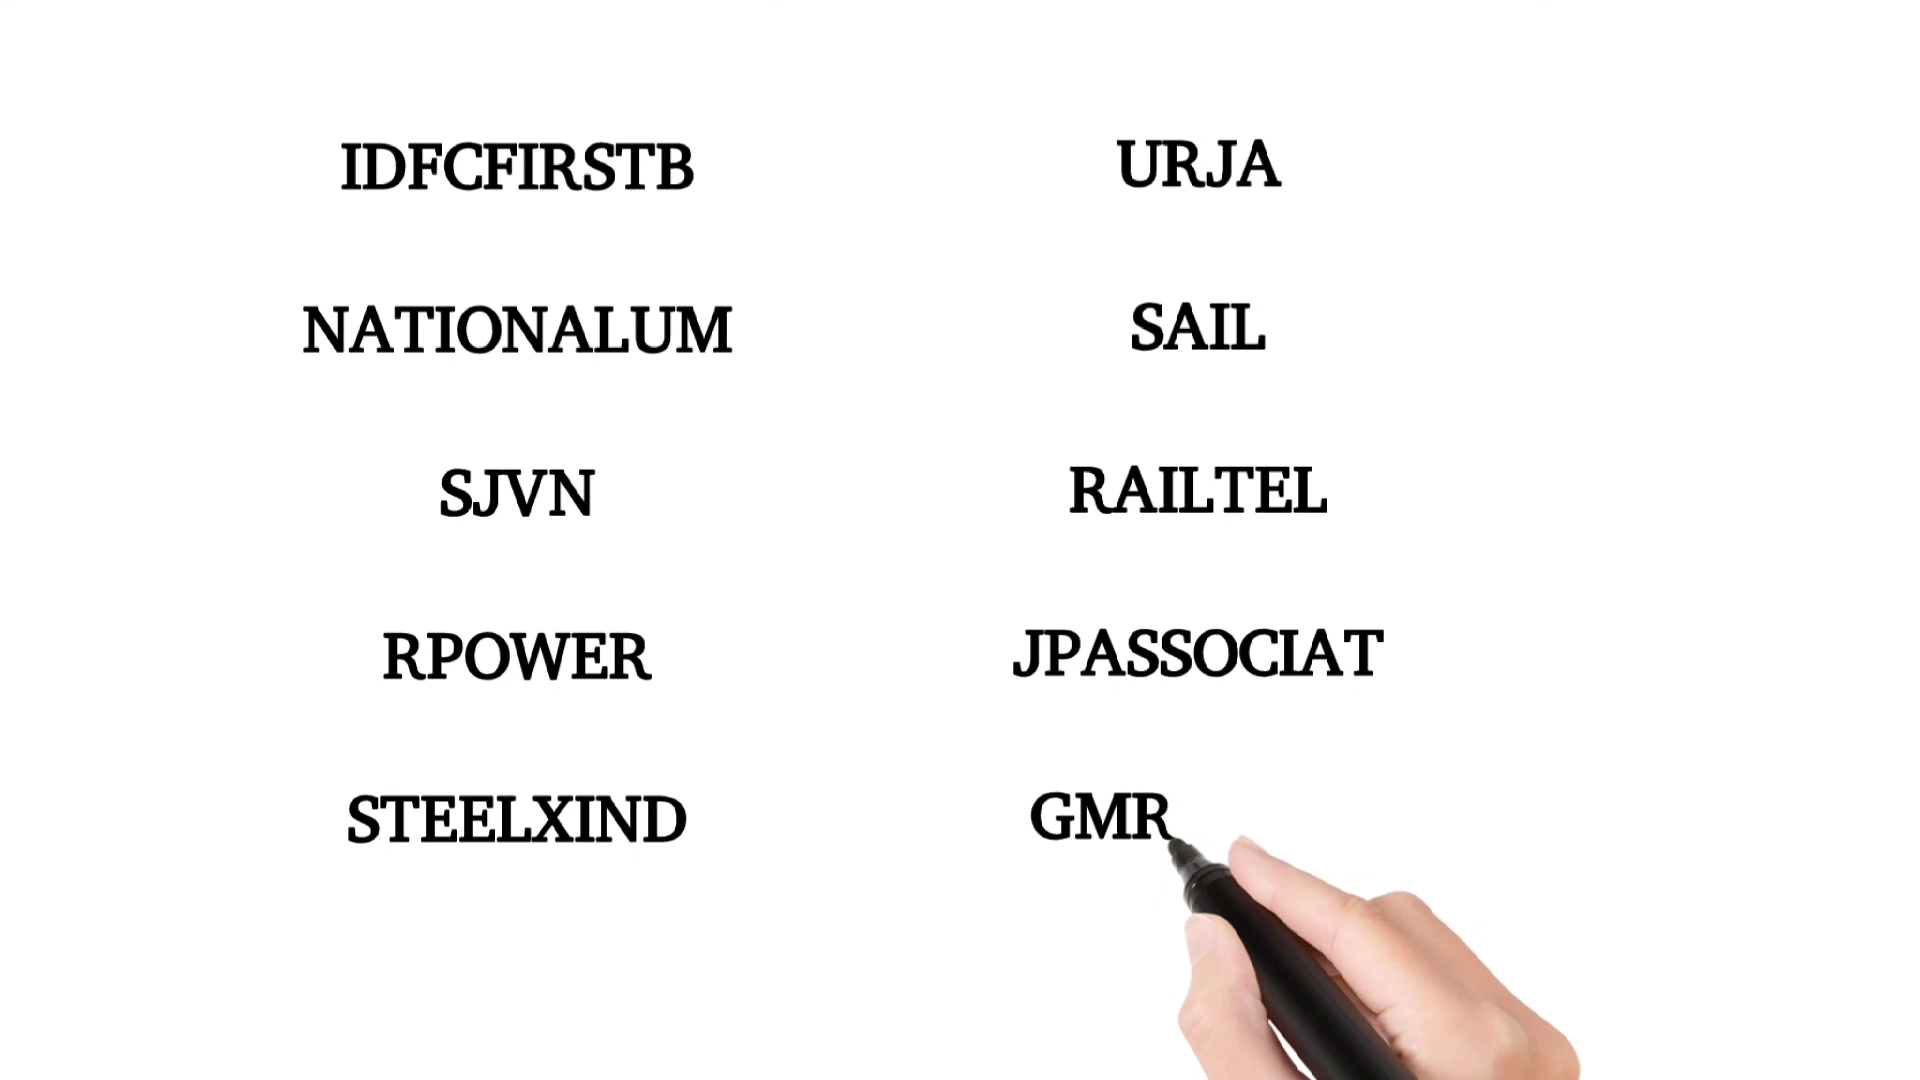 IDFCFIRSTB
NATIONALUM
SJVN
RPOWER
STEELXIND
URJA
SAIL
RAILTEL
JPASSOCIAT
GMR